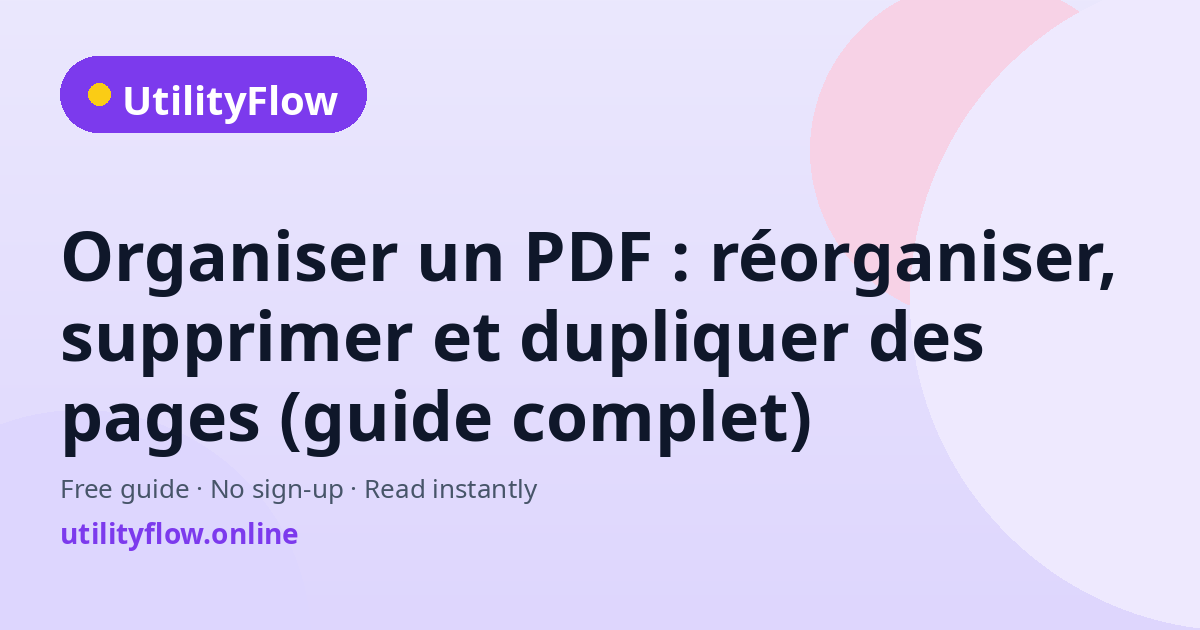 UtilityFlow
Organiser un PDF : réorganiser,
supprimer et dupliquer des
pages (guide complet)
Free guide · No sign-up · Read instantly
utilityflow.online